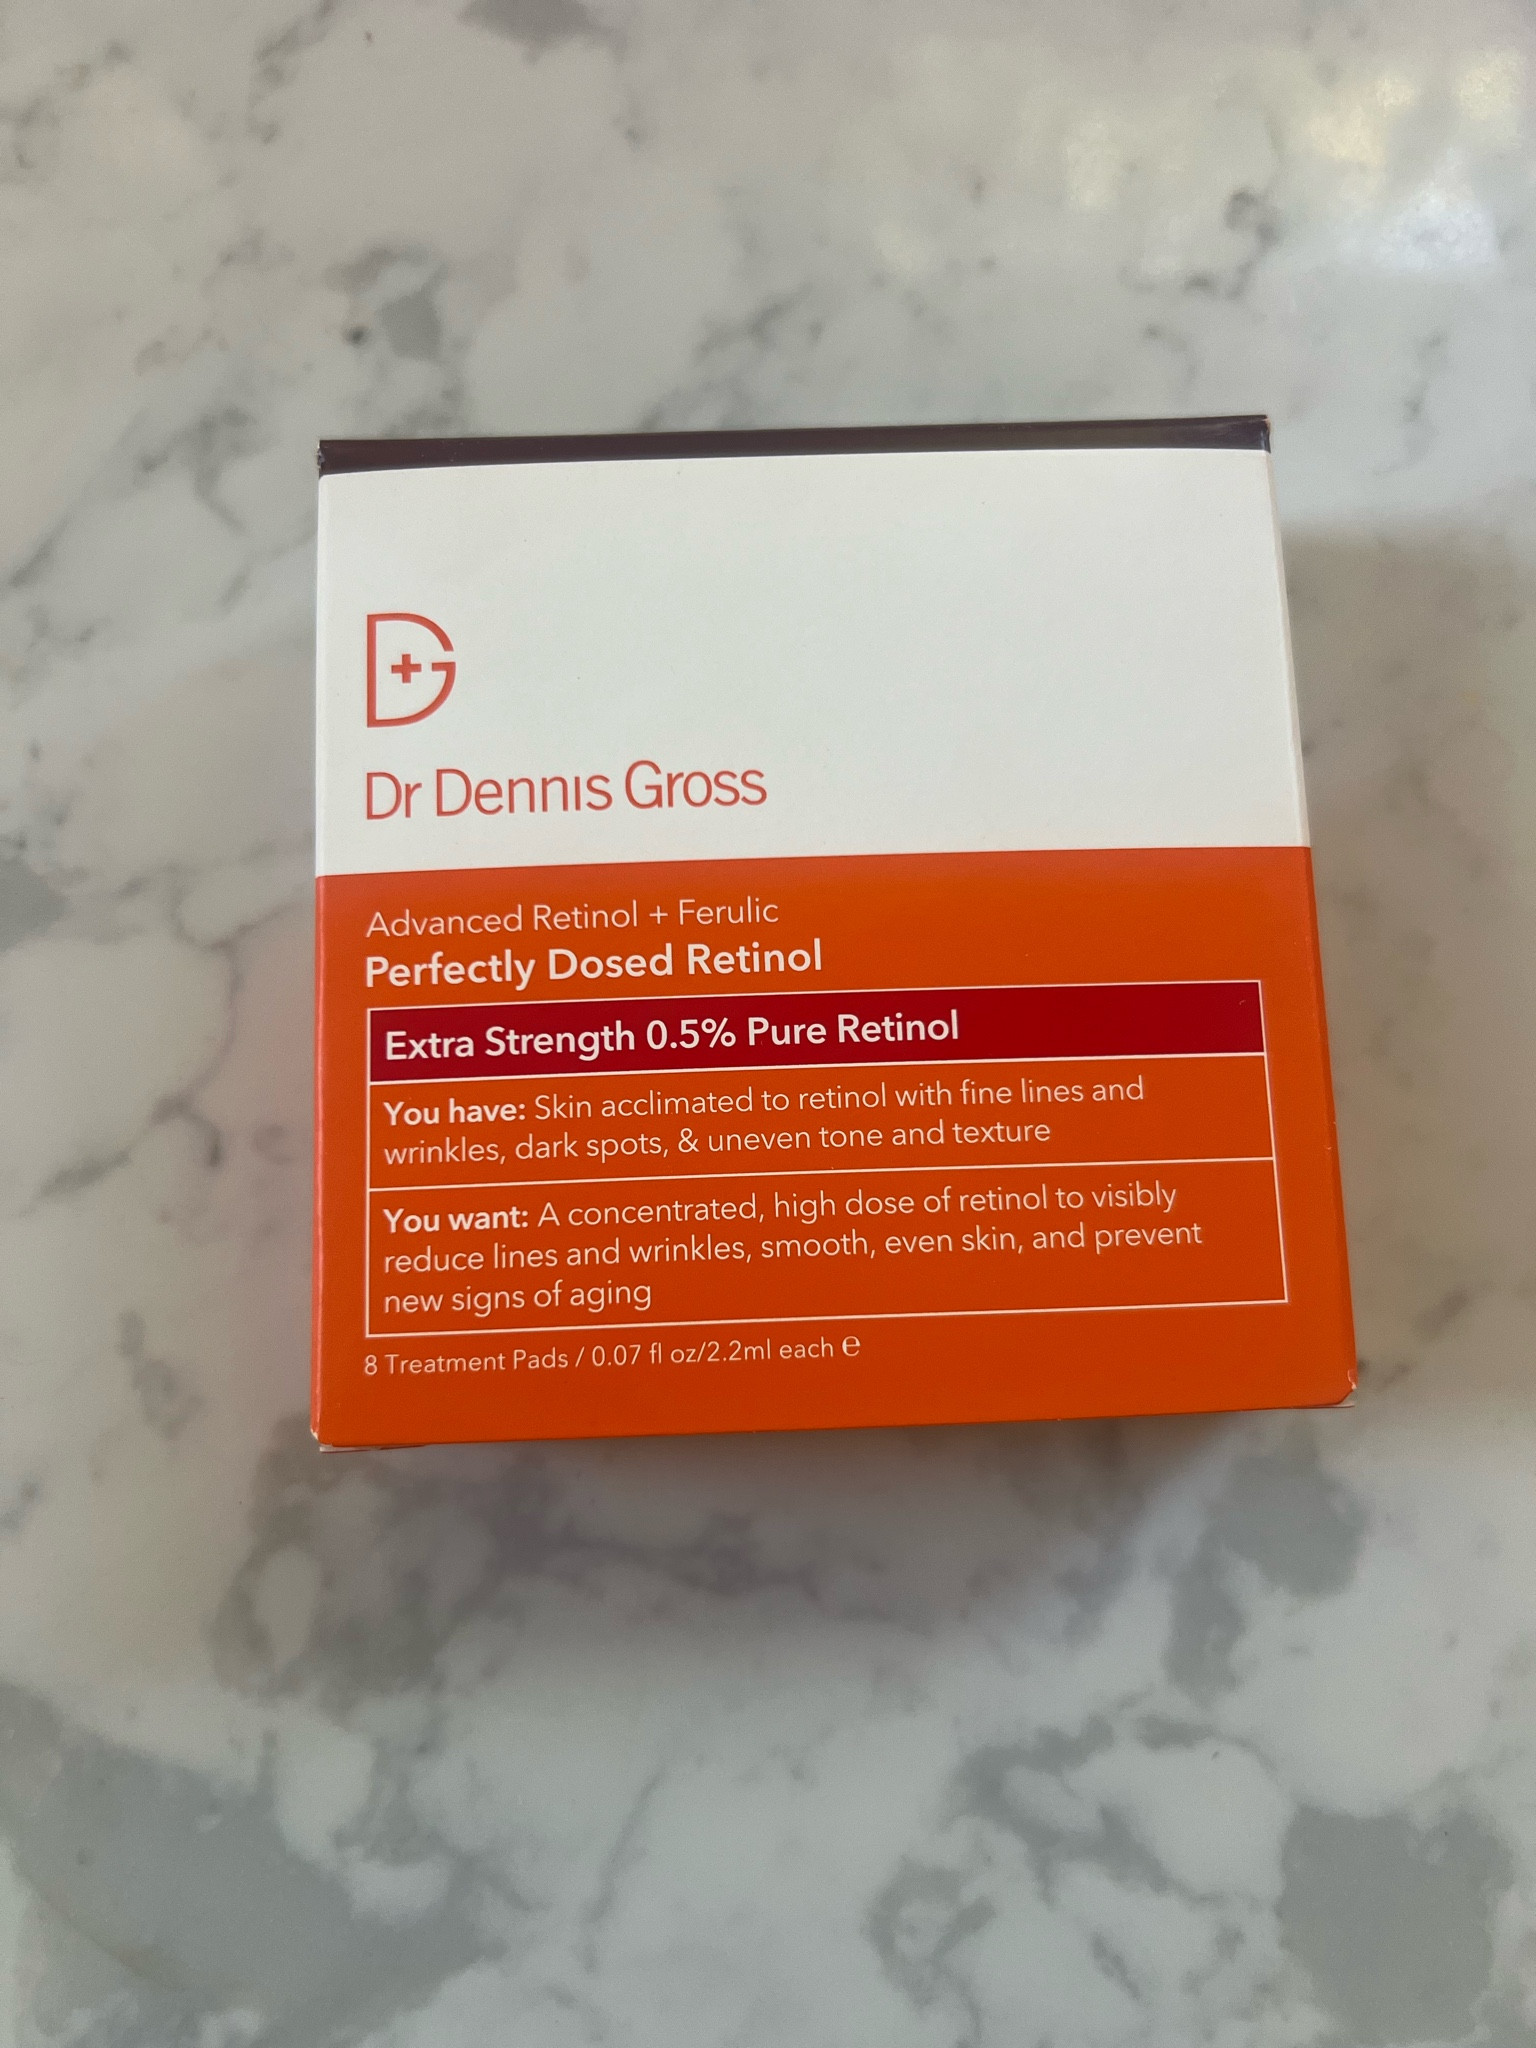 Dr Dennis Gross
Advanced Retinol + Ferulic
Perfectly Dosed Retinol
Extra Strength 0.5% Pure Retinol
You have: Skin acclimated to retinol with fine lines and
wrinkles, dark spots, & uneven tone and texture
You want: A concentrated, high dose of retinol to visibly
reduce lines and wrinkles, smooth, even skin, and prevent
new signs of aging
8 Treatment Pads / 0.07 fl oz/2.2ml each ℮